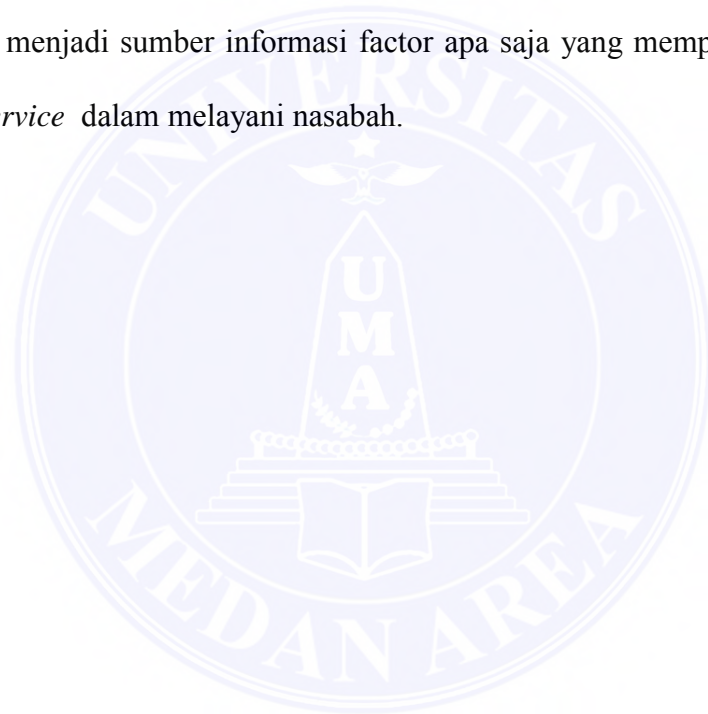 menjadi sumber informasi factor apa saja yang memp
rvice dalam melayani nasabah.
UNIVERSITAS
UMA
MEDAN AREA